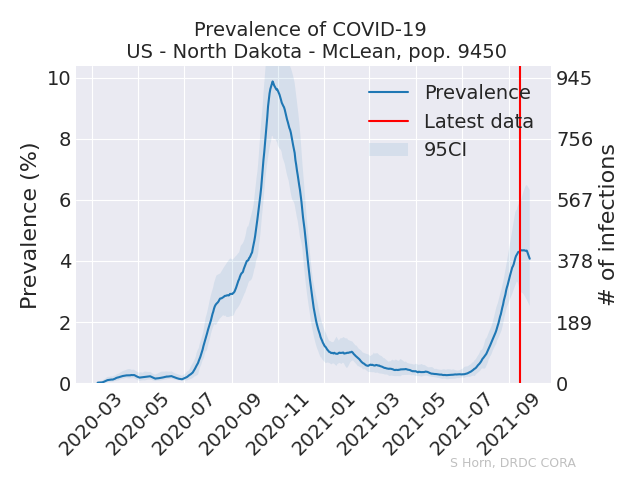 Prevalence of COVID-19
US - North Dakota - McLean, pop. 9450
Prevalence (%)
10
8
6
4
2
0
Prevalence
Latest data
95CI
945
756
567
378
189
0
# of infections
2020-03
2020-05
2020-07
2020-09
2020-11
2021-01
2021-03
2021-05
2021-07
2021-09
S Horn, DRDC CORA